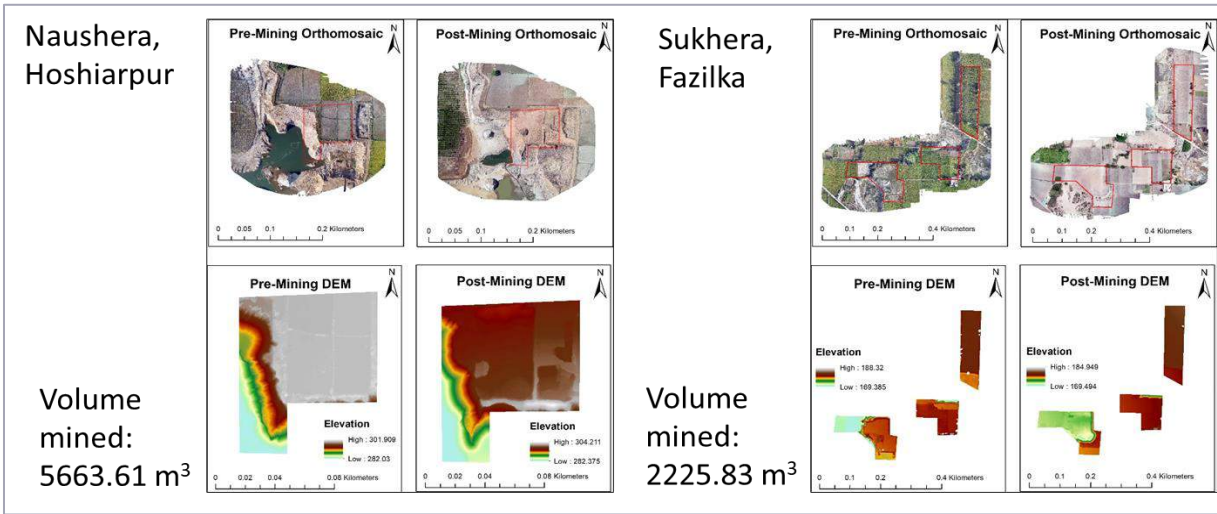 Naushera,
Hoshiarpur
Pre-Mining Orthomosaic
N
0 0.05 0.1 0.2 Kilometers
Post-Mining Orthomosaic
N
0 0.05 0.1 0.2 Kilometers
Pre-Mining DEM
N
Elevation
High : 301.909
Low : 282.03
0 0.02 0.04 0.08 Kilometers
Post-Mining DEM
N
Elevation
High : 304.211
Low : 282.375
0 0.02 0.04 0.08 Kilometers
Volume
mined:
5663.61 m³
Sukhera,
Fazilka
Pre-Mining Orthomosaic
N
0 0.1 0.2 0.4 Kilometers
Post-Mining Orthomosaic
N
0 0.1 0.2 0.4 Kilometers
Pre-Mining DEM
N
Elevation
High : 188.32
Low : 169.385
0 0.1 0.2 0.4 Kilometers
Post-Mining DEM
N
Elevation
High : 184.949
Low : 169.494
0 0.1 0.2 0.4 Kilometers
Volume
mined:
2225.83 m³